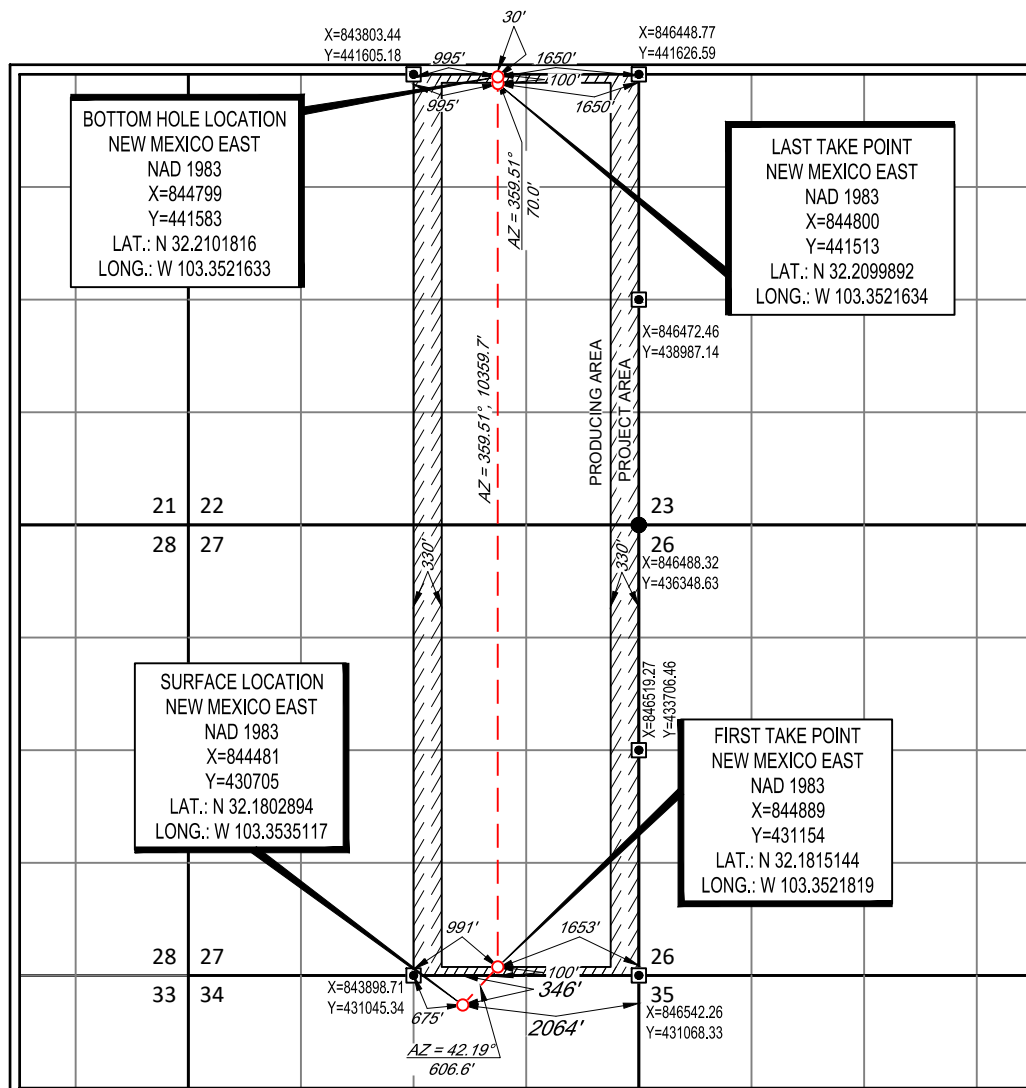 30'
X=843803.44
Y=441605.18
X=846448.77
Y=441626.59
995'
1650'
100'
995'
1650'
BOTTOM HOLE LOCATION
NEW MEXICO EAST
NAD 1983
X=844799
Y=441583
LAT.: N 32.2101816
LONG.: W 103.3521633
LAST TAKE POINT
NEW MEXICO EAST
NAD 1983
X=844800
Y=441513
LAT.: N 32.2099892
LONG.: W 103.3521634
AZ = 359.51°
70.0'
X=846472.46
Y=438987.14
AZ = 359.51°, 10359.7'
PRODUCING AREA
PROJECT AREA
21 22
23
28 27
26
330'
330'
X=846488.32
Y=436348.63
X=846519.27
Y=433706.46
SURFACE LOCATION
NEW MEXICO EAST
NAD 1983
X=844481
Y=430705
LAT.: N 32.1802894
LONG.: W 103.3535117
FIRST TAKE POINT
NEW MEXICO EAST
NAD 1983
X=844889
Y=431154
LAT.: N 32.1815144
LONG.: W 103.3521819
991'
1653'
28 27
26
100'
33 34
35
X=843898.71
Y=431045.34
346'
675'
2064'
X=846542.26
Y=431068.33
AZ = 42.19°
606.6'